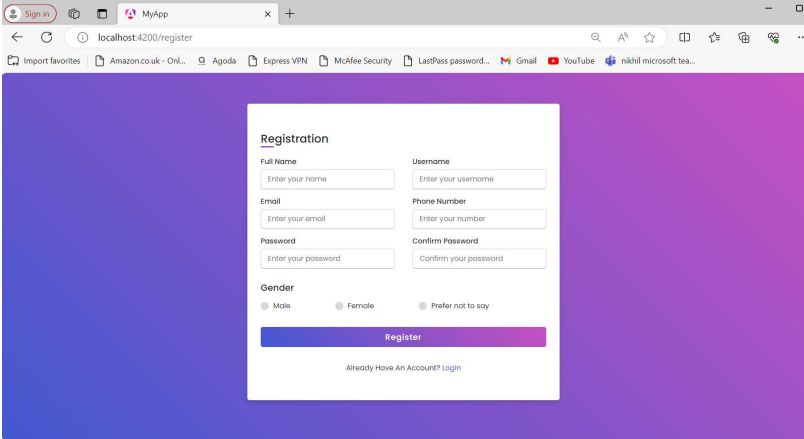 Sign in
MyApp
localhost:4200/register
Import favorites Amazon.co.uk - Onl... Agoda Express VPN McAfee Security LastPass password... Gmail YouTube nikhil microsoft tea...
Registration
Full Name Username
Enter your name Enter your username
Email Phone Number
Enter your email Enter your number
Password Confirm Password
Enter your password Confirm your password
Gender
Male Female Prefer not to say
Register
Already Have An Account? Login